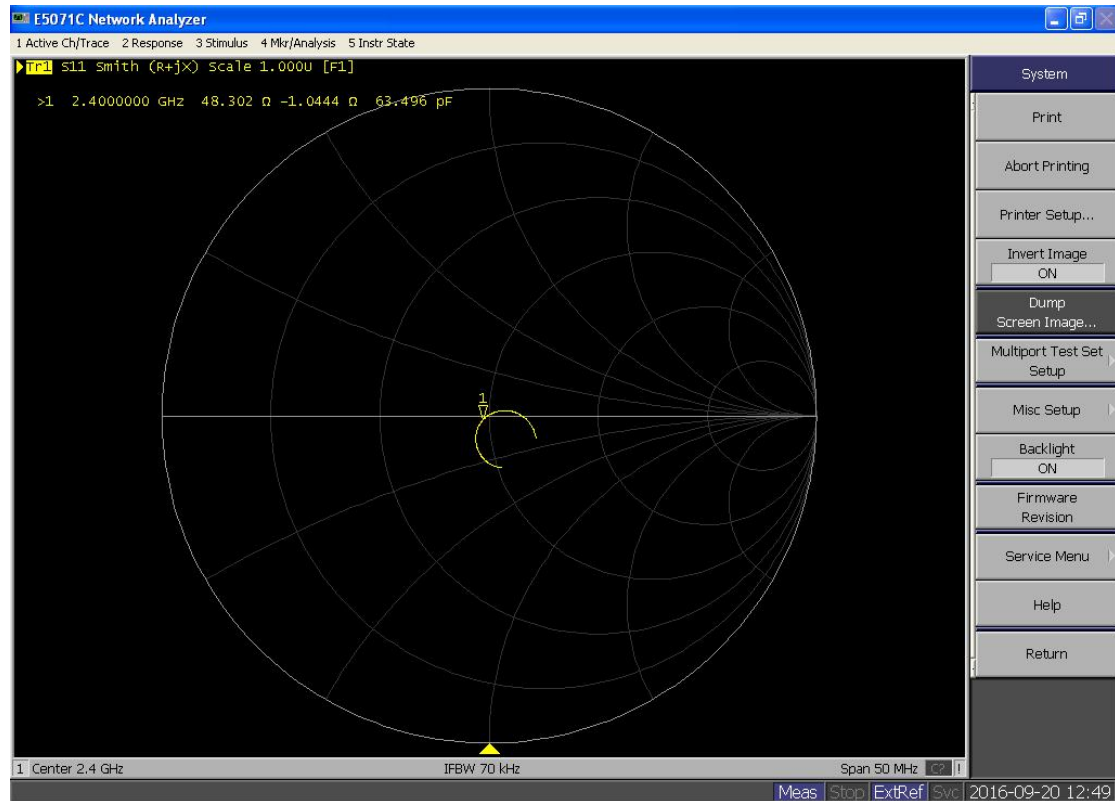 E5071C Network Analyzer
1 Active Ch/Trace 2 Response 3 Stimulus 4 Mkr/Analysis 5 Instr State
Tr1 S11 Smith (R+jX) Scale 1.000U [F1]
>1 2.4000000 GHz 48.302 Ω -1.0444 Ω 63.496 pF
1
System
Print
Abort Printing
Printer Setup...
Invert Image
ON
Dump
Screen Image...
Multiport Test Set
Setup
Misc Setup
Backlight
ON
Firmware
Revision
Service Menu
Help
Return
1 Center 2.4 GHz IFBW 70 kHz Span 50 MHz C? !
Meas Stop ExtRef Svc 2016-09-20 12:49